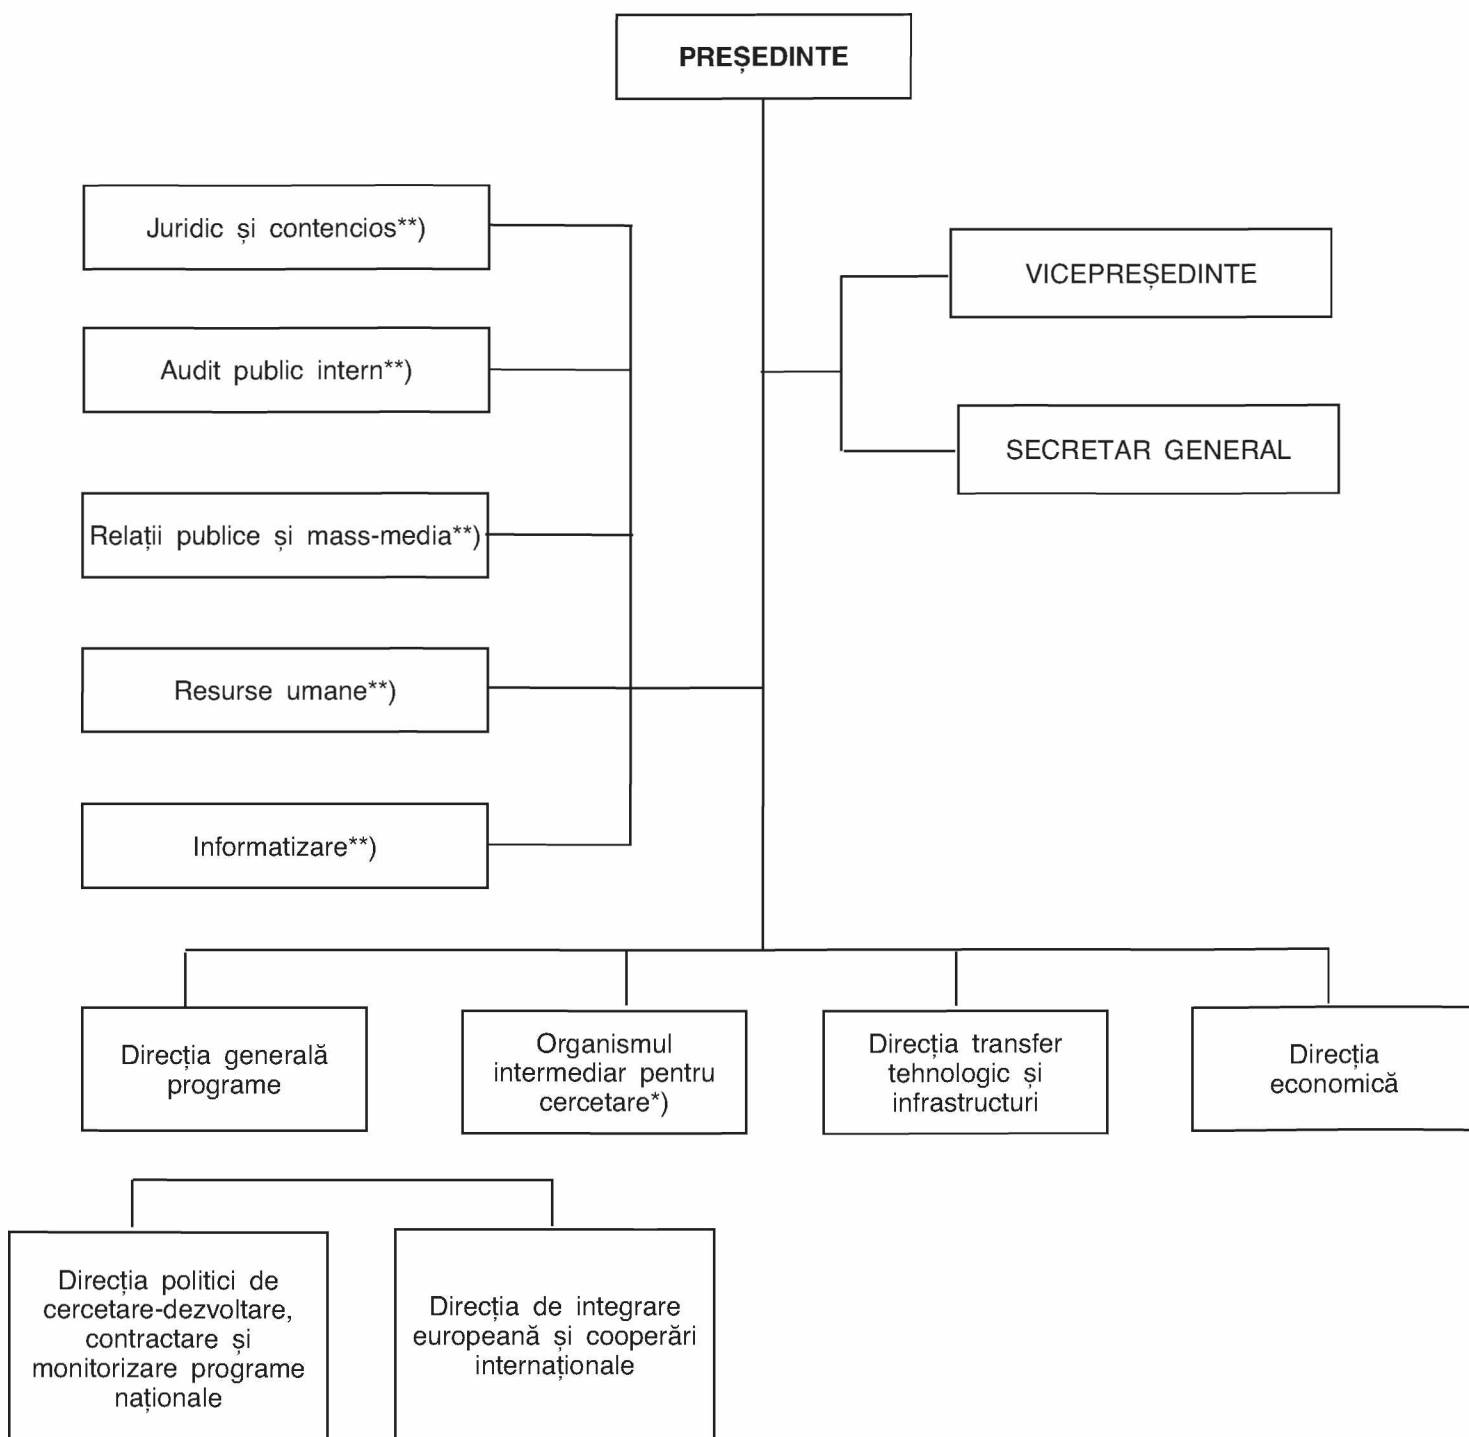 PREȘEDINTE
Juridic și contencios**)
VICEPREȘEDINTE
Audit public intern**)
SECRETAR GENERAL
Relații publice și mass-media**)
Resurse umane**)
Informatizare**)
Direcția generală
programe
Organismul
intermediar pentru
cercetare*)
Direcția transfer
tehnologic și
infrastructuri
Direcția
economică
Direcția politici de
cercetare-dezvoltare,
contractare și
monitorizare programe
naționale
Direcția de integrare
europeană și cooperări
internaționale